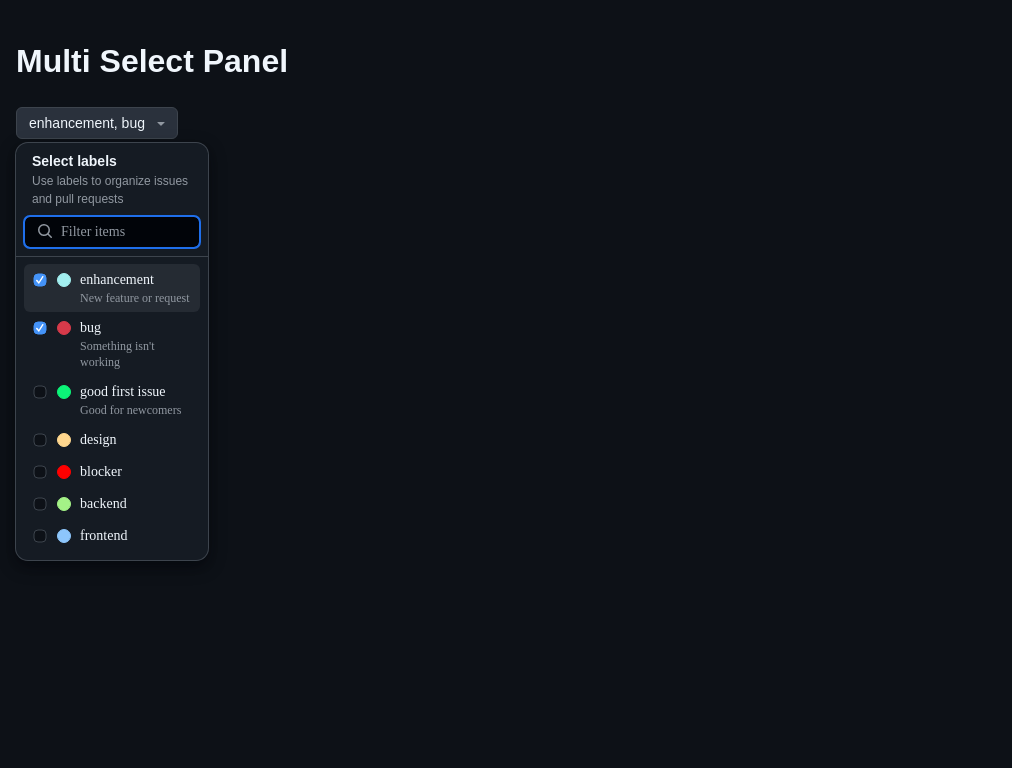 Multi Select Panel
enhancement, bug
Select labels
Use labels to organize issues
and pull requests
Filter items
enhancement
New feature or request
bug
Something isn't
working
good first issue
Good for newcomers
design
blocker
backend
frontend